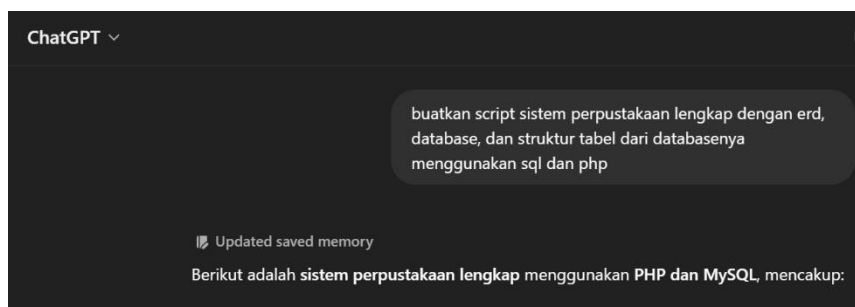 ChatGPT
buatkan script sistem perpustakaan lengkap dengan erd,
database, dan struktur tabel dari databasenya
menggunakan sql dan php
Updated saved memory
Berikut adalah sistem perpustakaan lengkap menggunakan PHP dan MySQL, mencakup: